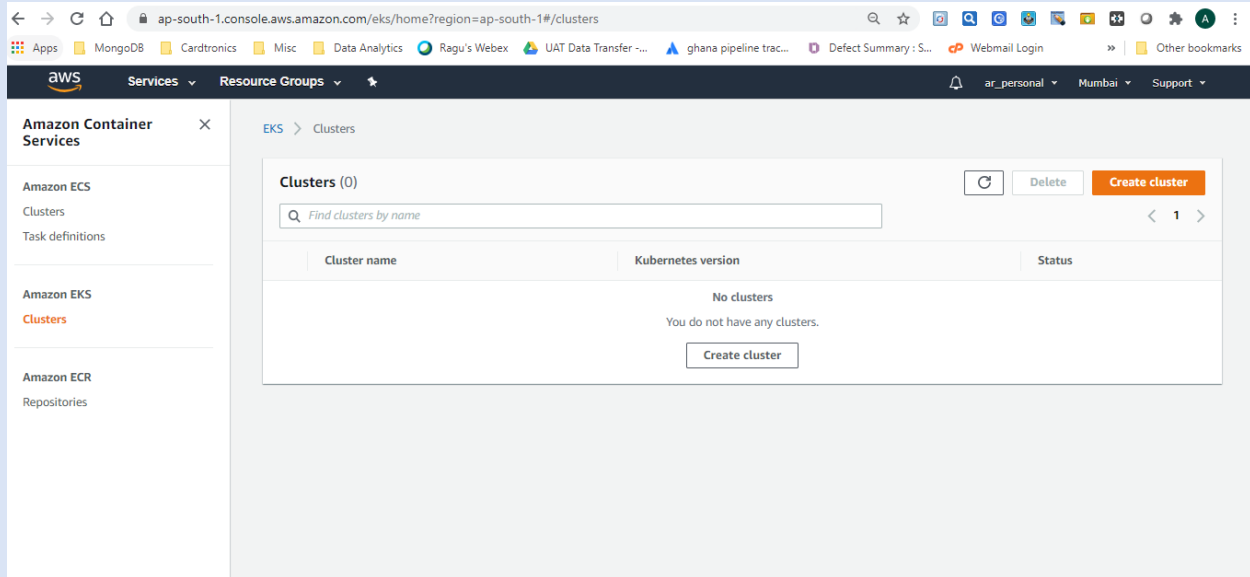 ap-south-1.console.aws.amazon.com/eks/home?region=ap-south-1#/clusters A
Apps MongoDB Cardtronics Misc Data Analytics Ragu's Webex UAT Data Transfer -... ghana pipeline trac... Defect Summary : S... cP Webmail Login » Other bookmarks
aws Services Resource Groups ar_personal Mumbai Support
Amazon Container
Services
Amazon ECS
Clusters
Task definitions
Amazon EKS
Clusters
Amazon ECR
Repositories
EKS > Clusters
Clusters (0) Delete Create cluster
Find clusters by name < 1 >
Cluster name Kubernetes version Status
No clusters
You do not have any clusters.
Create cluster